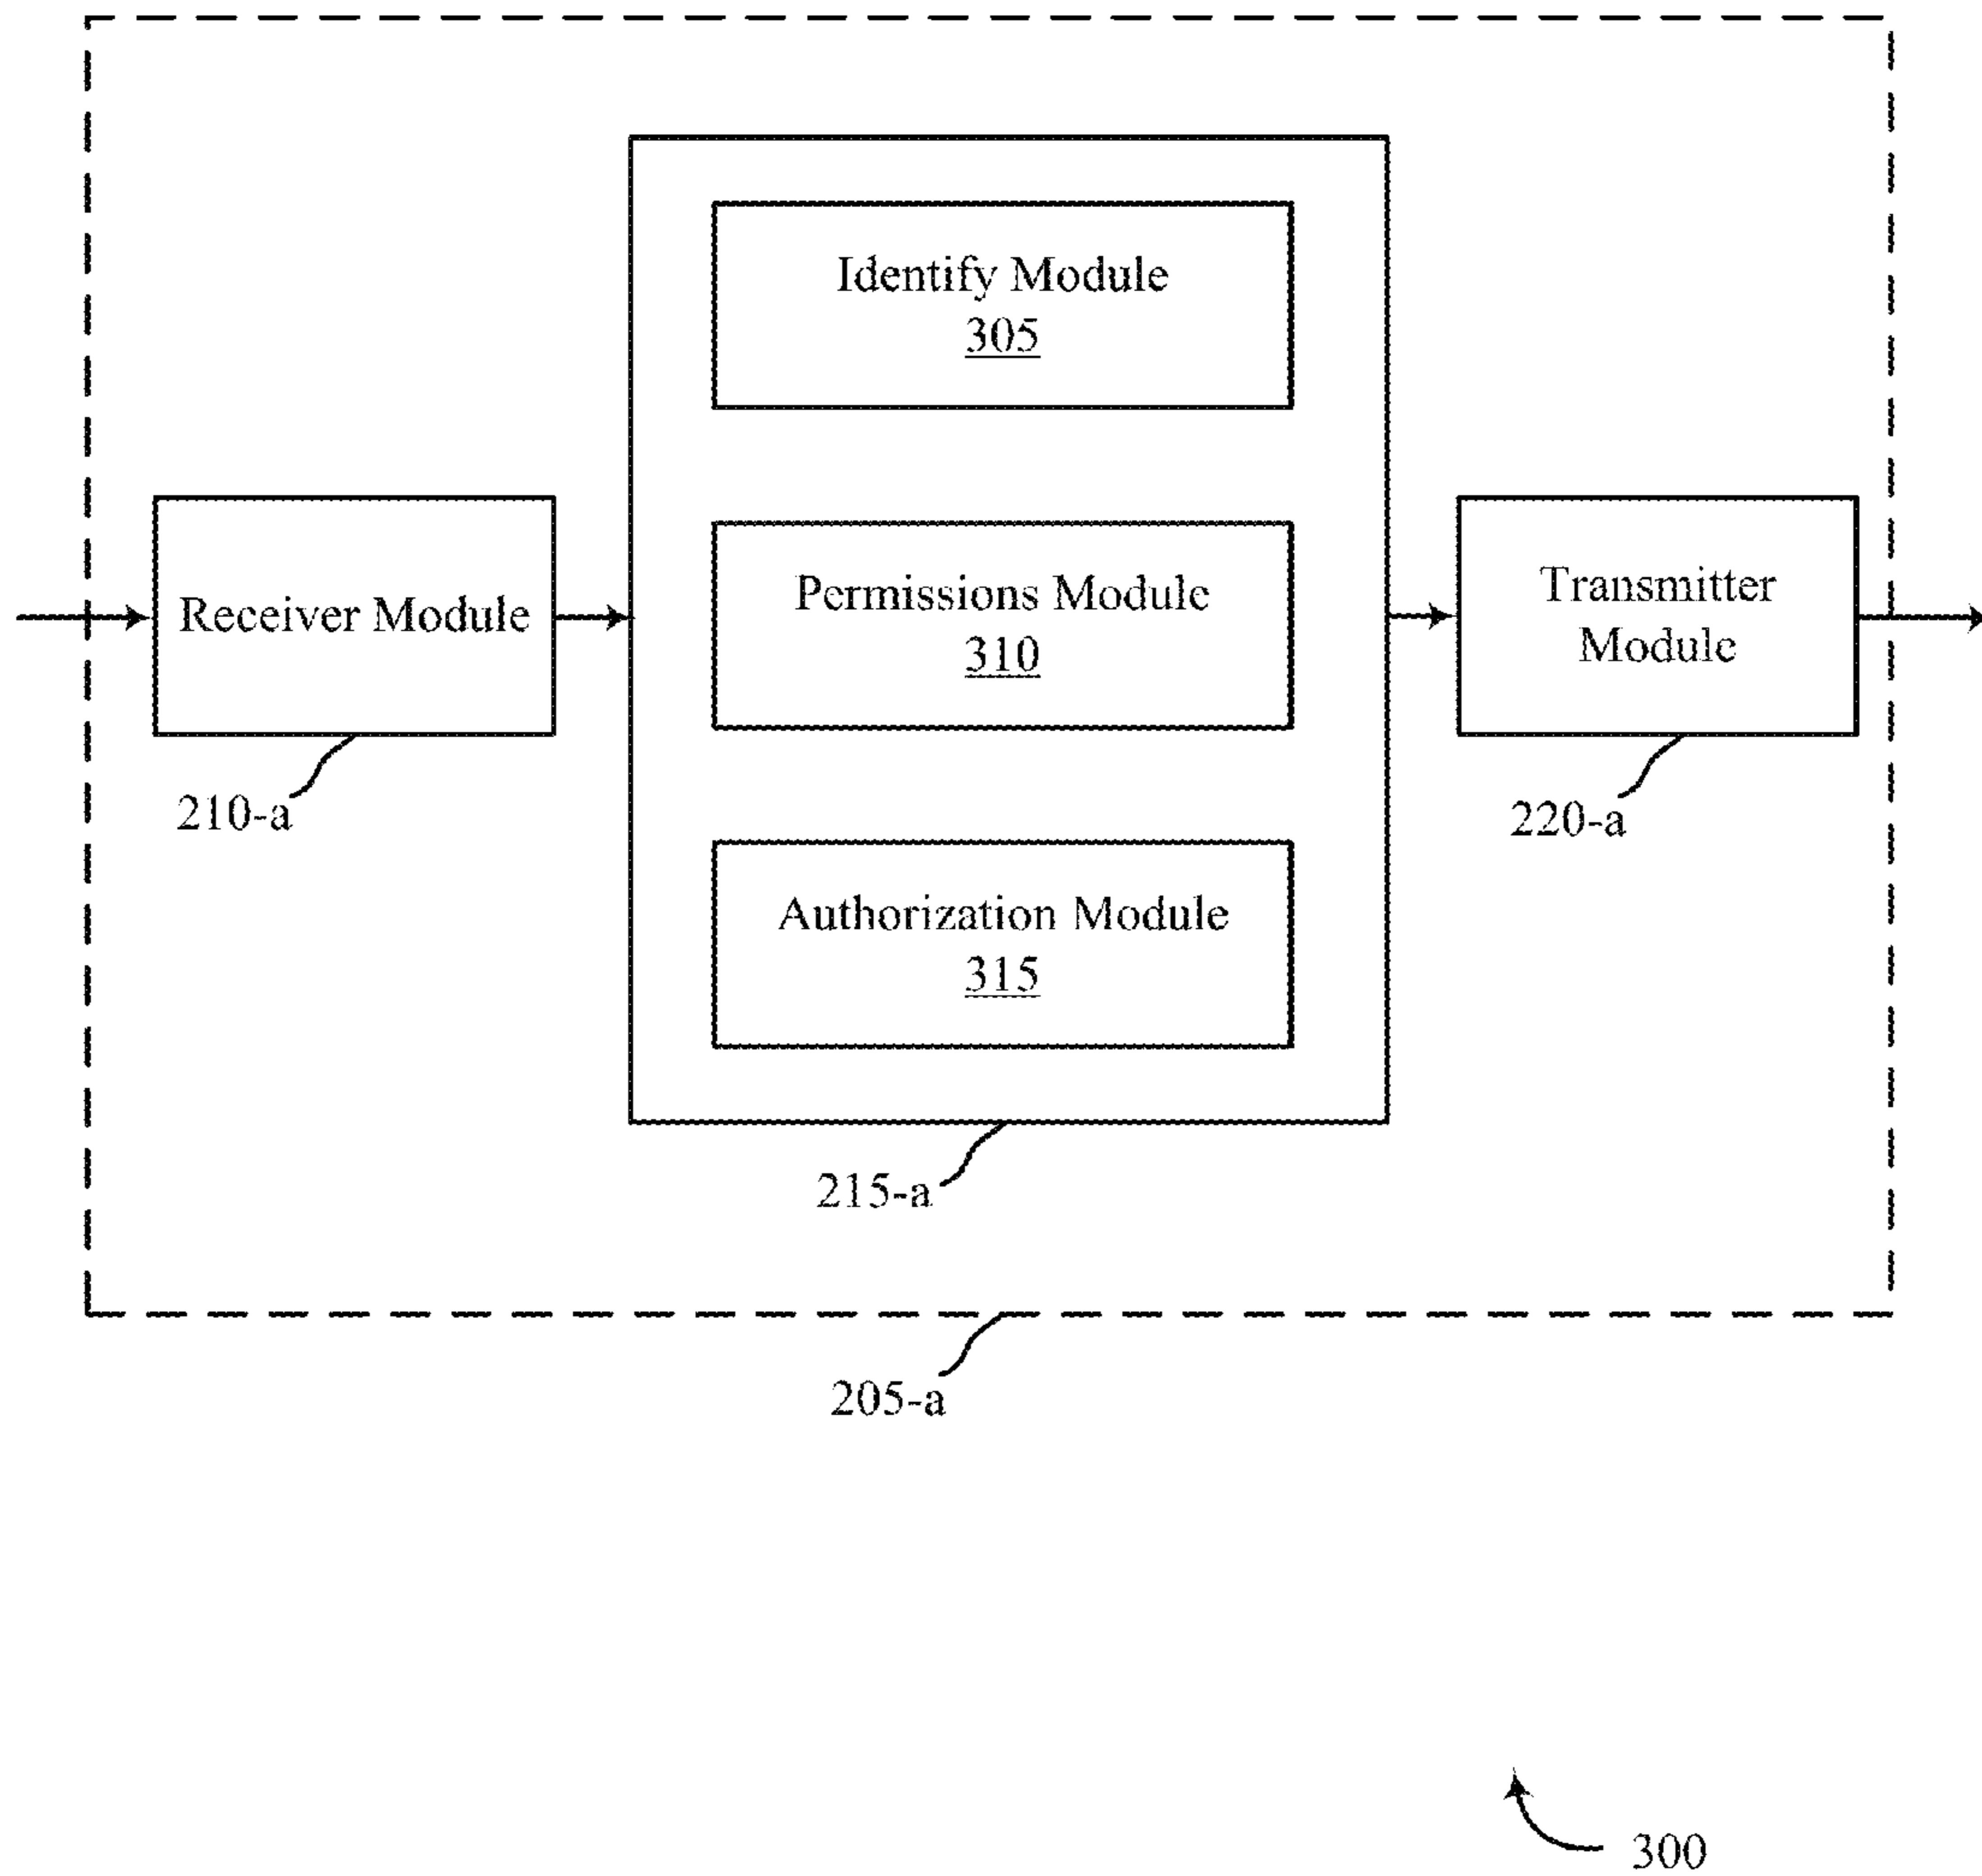 Identify Module
305
Receiver Module
Permissions Module
310
Transmitter
Module
210-a
220-a
Authorization Module
315
215-a
205-a
300